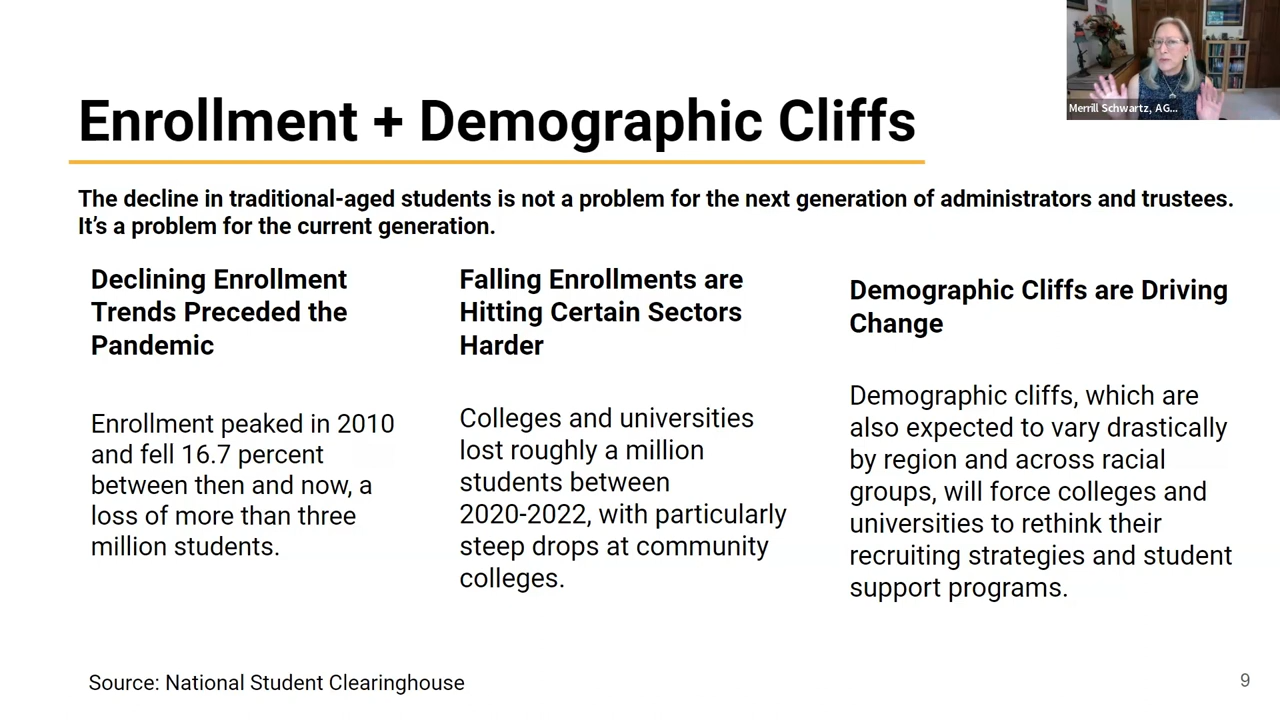 Enrollment + Demographic Cliffs
Merrill Schwartz, AG...
The decline in traditional-aged students is not a problem for the next generation of administrators and trustees.
It's a problem for the current generation.
Declining Enrollment
Trends Preceded the
Pandemic
Enrollment peaked in 2010
and fell 16.7 percent
between then and now, a
loss of more than three
million students.
Falling Enrollments are
Hitting Certain Sectors
Harder
Colleges and universities
lost roughly a million
students between
2020-2022, with particularly
steep drops at community
colleges.
Demographic Cliffs are Driving
Change
Demographic cliffs, which are
also expected to vary drastically
by region and across racial
groups, will force colleges and
universities to rethink their
recruiting strategies and student
support programs.
Source: National Student Clearinghouse
9